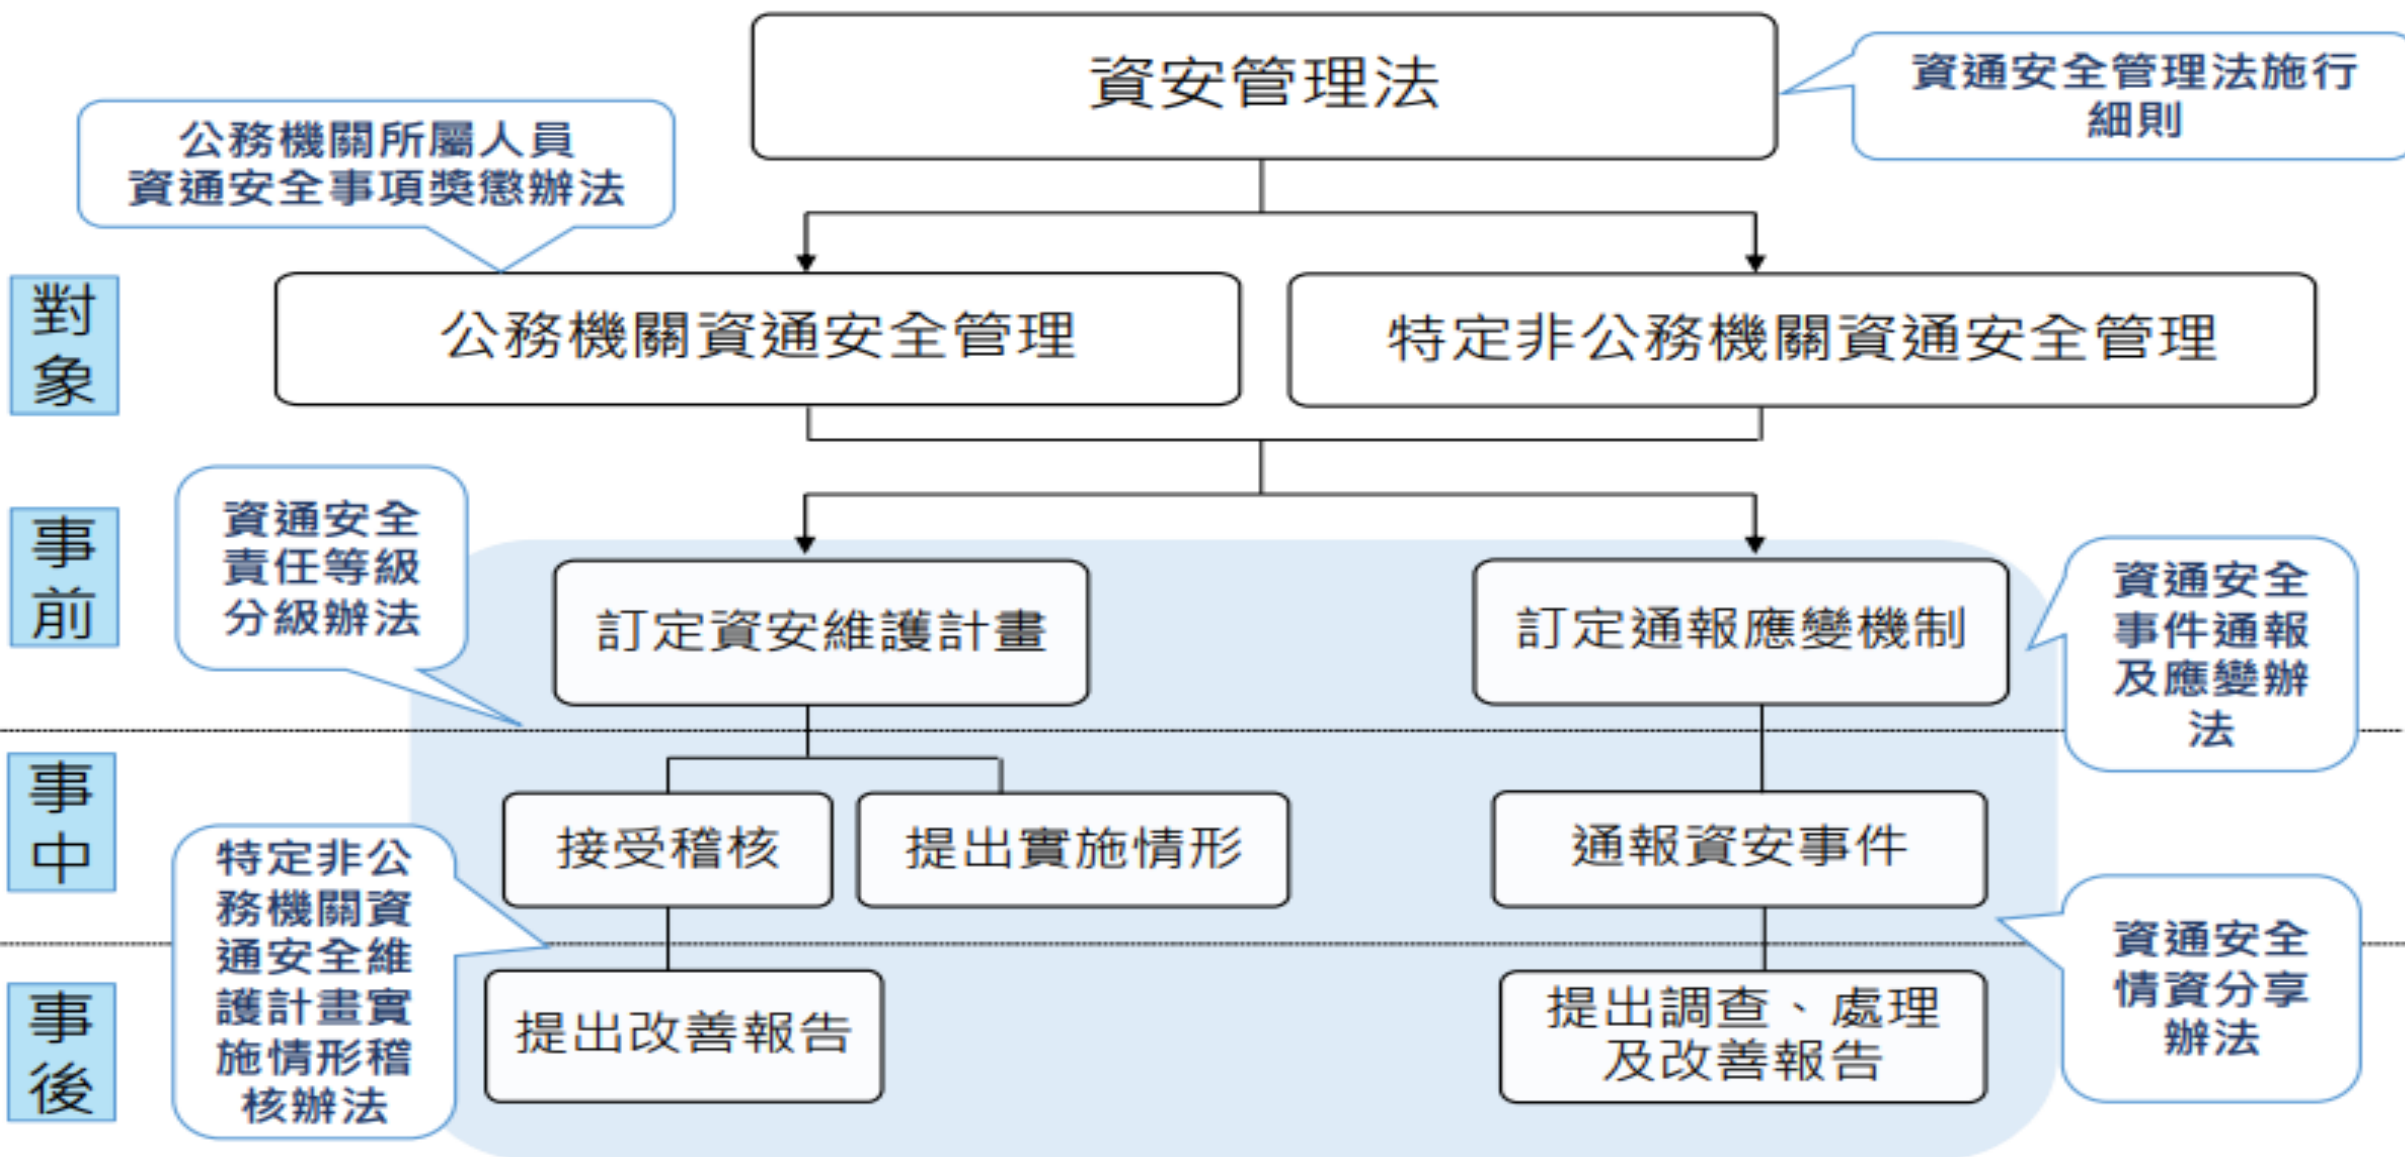 資安管理法
資通安全管理法施行
細則
公務機關所屬人員
資通安全事項獎懲辦法
對
象
公務機關資通安全管理
特定非公務機關資通安全管理
事
前
資通安全
責任等級
分級辦法
訂定資安維護計畫
訂定通報應變機制
資通安全
事件通報
及應變辦
法
事
中
接受稽核
提出實施情形
通報資安事件
特定非公
務機關資
通安全維
護計畫實
施情形稽
核辦法
資通安全
情資分享
辦法
事
後
提出改善報告
提出調查、處理
及改善報告